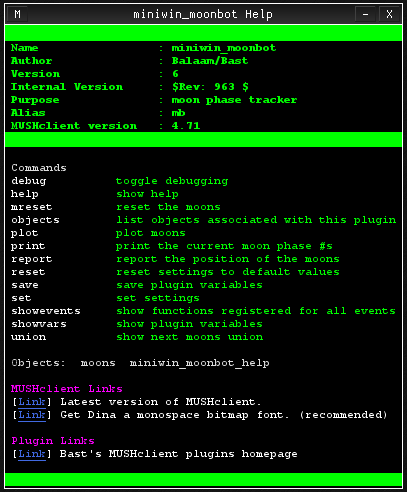 M miniwin_moonbot Help - X
Name : miniwin_moonbot
Author : Balaam/Bast
Version : 6
Internal Version : $Rev: 963 $
Purpose : moon phase tracker
Alias : mb
MUSHclient version : 4.71
Commands
debug toggle debugging
help show help
mreset reset the moons
objects list objects associated with this plugin
plot plot moons
print print the current moon phase #s
report report the position of the moons
reset reset settings to default values
save save plugin variables
set set settings
showevents show functions registered for all events
showvars show plugin variables
union show next moons union
Objects: moons miniwin_moonbot_help
MUSHclient Links
[Link] Latest version of MUSHclient.
[Link] Get Dina a monospace bitmap font. (recommended)
Plugin Links
[Link] Bast's MUSHclient plugins homepage